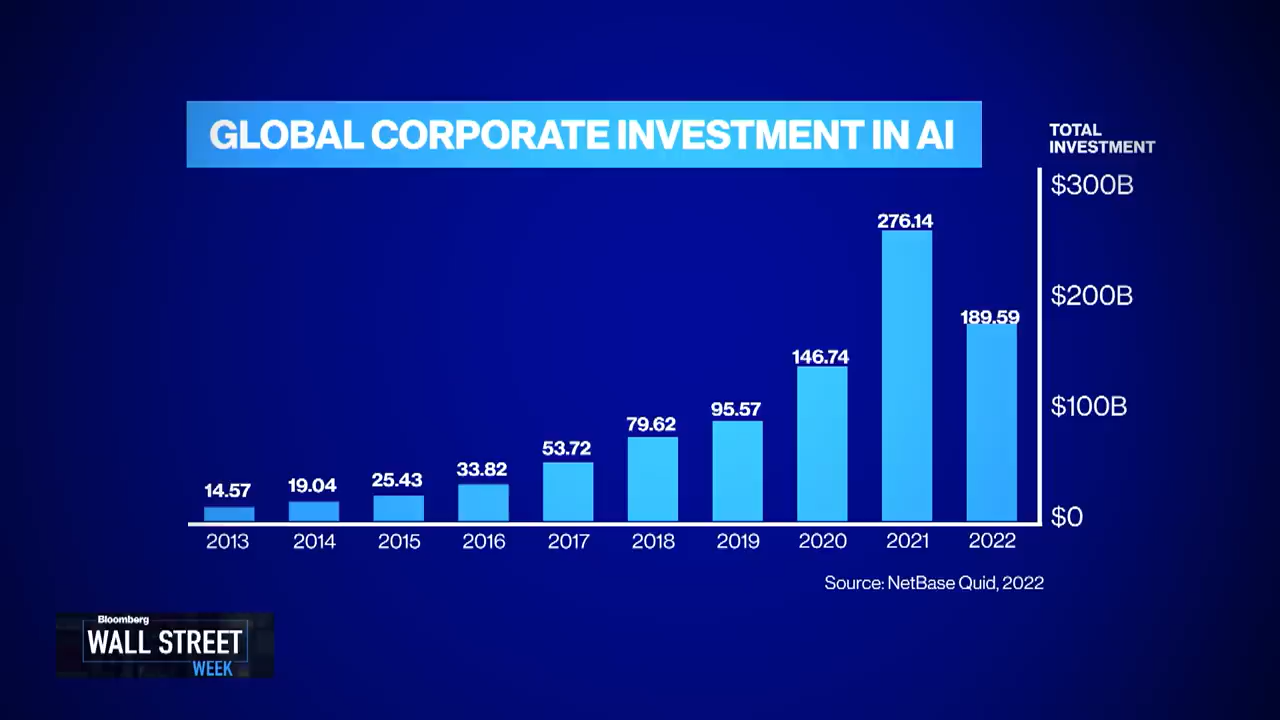 GLOBAL CORPORATE INVESTMENT IN AI
TOTAL
INVESTMENT
$300B
$200B
$100B
$0
14.57
19.04
25.43
33.82
53.72
79.62
95.57
146.74
276.14
189.59
2013
2014
2015
2016
2017
2018
2019
2020
2021
2022
Source: NetBase Quid, 2022
Bloomberg
WALL STREET
WEEK